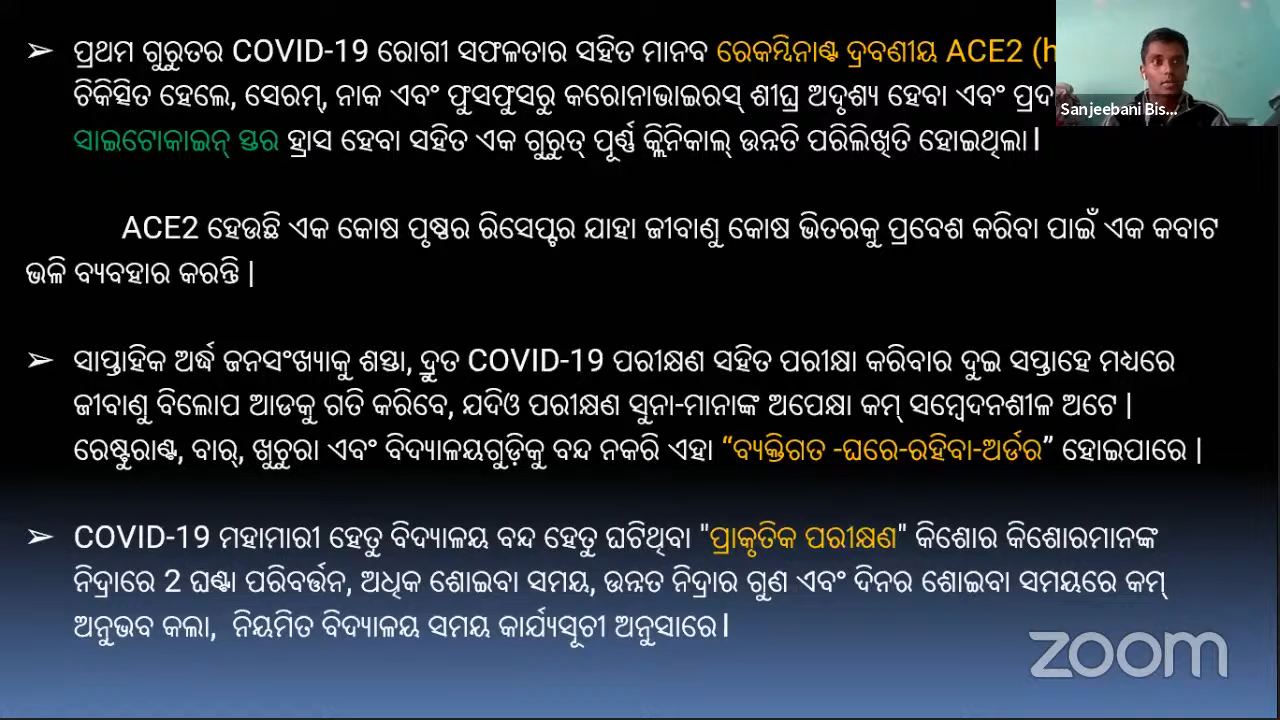 ➢ ପ୍ରଥମ ଗୁରୁତର COVID-19 ରୋଗୀ ସଫଳତାର ସହିତ ମାନବ ରେକମ୍ବିନାଣ୍ଟ ଦ୍ରବଣୀୟ ACE2 (h
ଚିକିତ୍ସିତ ହେଲେ, ସେରମ୍, ନାକ ଏବଂ ଫୁସଫୁସରୁ କରୋନାଭାଇରସ୍ ଶୀଘ୍ର ଅଦୃଶ୍ୟ ହେବା ଏବଂ ପ୍ରଦ
Sanjeebani Bis...
ସାଇଟୋକାଇନ୍ ସ୍ତର ହ୍ରାସ ହେବା ସହିତ ଏକ ଗୁରୁତ୍ ପୂର୍ଣ କ୍ଲିନିକାଲ୍ ଉନ୍ନତି ପରିଲିଖିତି ହୋଇଥିଲା l
ACE2 ହେଉଛି ଏକ କୋଷ ପୃଷ୍ଠର ରିସେପ୍ଟର ଯାହା ଜୀବାଣୁ କୋଷ ଭିତରକୁ ପ୍ରବେଶ କରିବା ପାଇଁ ଏକ କବାଟ
ଭଳି ବ୍ୟବହାର କରନ୍ତି |
➢ ସାପ୍ତାହିକ ଅର୍ଦ୍ଧ ଜନସଂଖ୍ୟାକୁ ଶସ୍ତା, ଦ୍ରୁତ COVID-19 ପରୀକ୍ଷଣ ସହିତ ପରୀକ୍ଷା କରିବାର ଦୁଇ ସପ୍ତାହେ ମଧ୍ୟରେ
ଜୀବାଣୁ ବିଲୋପ ଆଡକୁ ଗତି କରିବେ, ଯଦିଓ ପରୀକ୍ଷଣ ସୁନା-ମାନାଙ୍କ ଅପେକ୍ଷା କମ୍ ସମ୍ବେଦନଶୀଳ ଅଟେ |
ରେଷ୍ଟୁରାଣ୍ଟ, ବାର୍, ଖୁଚୁରା ଏବଂ ବିଦ୍ୟାଳୟଗୁଡ଼ିକୁ ବନ୍ଦ ନକରି ଏହା “ବ୍ୟକ୍ତିଗତ -ଘରେ-ରହିବା-ଅର୍ଡର” ହୋଇପାରେ |
➢ COVID-19 ମହାମାରୀ ହେତୁ ବିଦ୍ୟାଳୟ ବନ୍ଦ ହେତୁ ଘଟିଥିବା "ପ୍ରାକୃତିକ ପରୀକ୍ଷଣ" କିଶୋର କିଶୋରମାନଙ୍କ
ନିଦ୍ରାରେ 2 ଘଣ୍ଟା ପରିବର୍ତ୍ତନ, ଅଧିକ ଶୋଇବା ସମୟ, ଉନ୍ନତ ନିଦ୍ରାର ଗୁଣ ଏବଂ ଦିନର ଶୋଇବା ସମୟରେ କମ୍
ଅନୁଭବ କଲା, ନିୟମିତ ବିଦ୍ୟାଳୟ ସମୟ କାର୍ଯ୍ୟସୂଚୀ ଅନୁସାରେ l
zoom